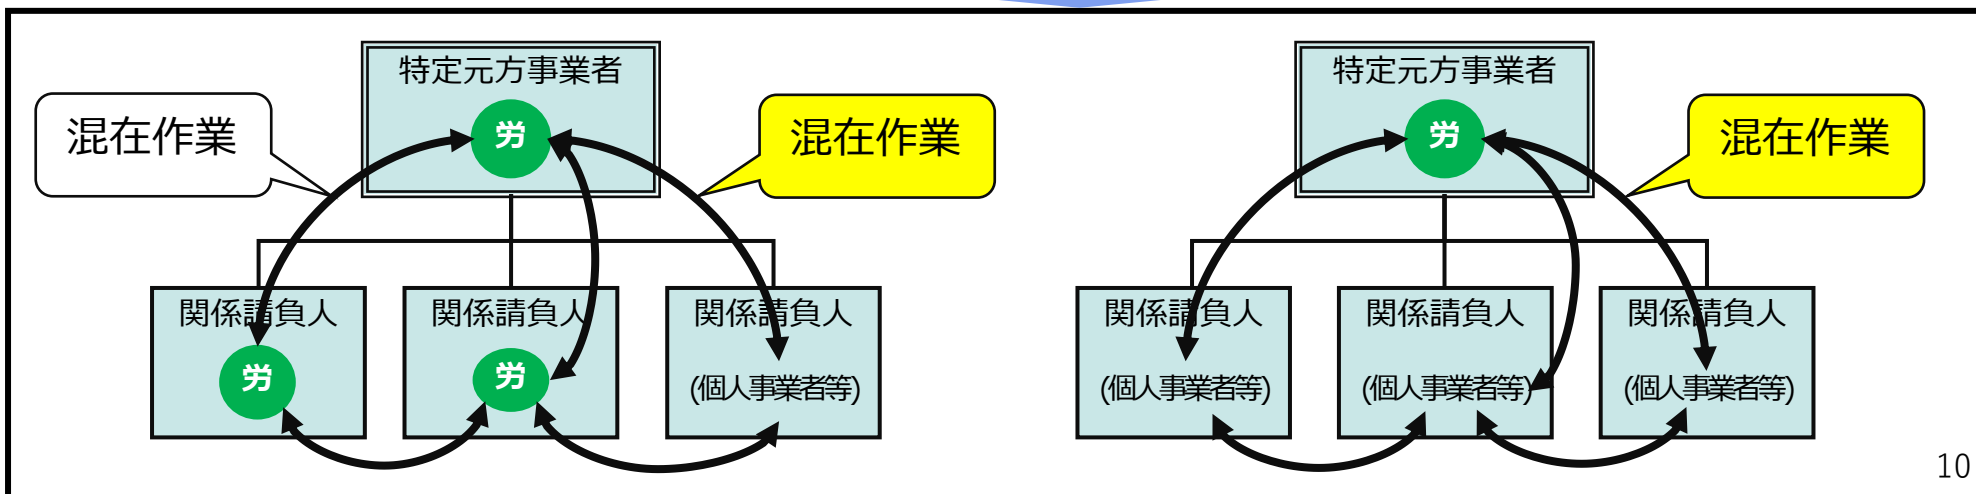 特定元方事業者
労
混在作業
混在作業
関係請負人
労
関係請負人
労
関係請負人
(個人事業者等)
特定元方事業者
労
混在作業
関係請負人
(個人事業者等)
関係請負人
(個人事業者等)
関係請負人
(個人事業者等)
10